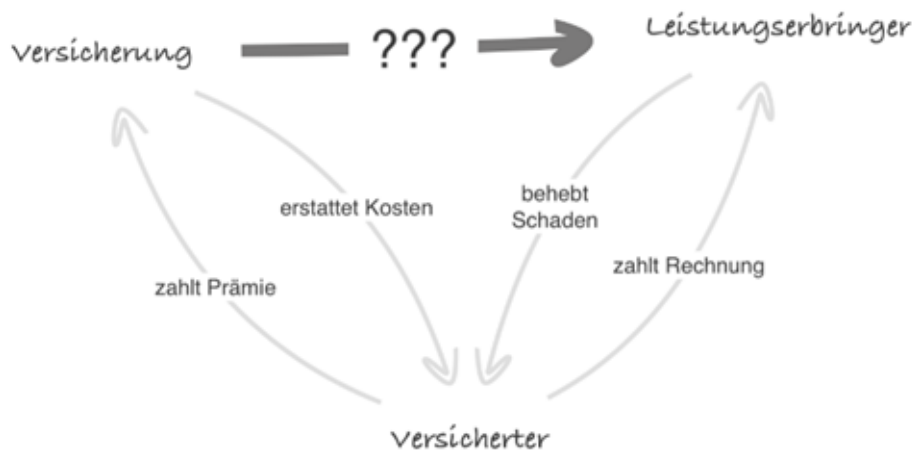 Versicherung
???
Leistungserbringer
erstattet Kosten
behebt
Schaden
zahlt Prämie
zahlt Rechnung
Versicherter